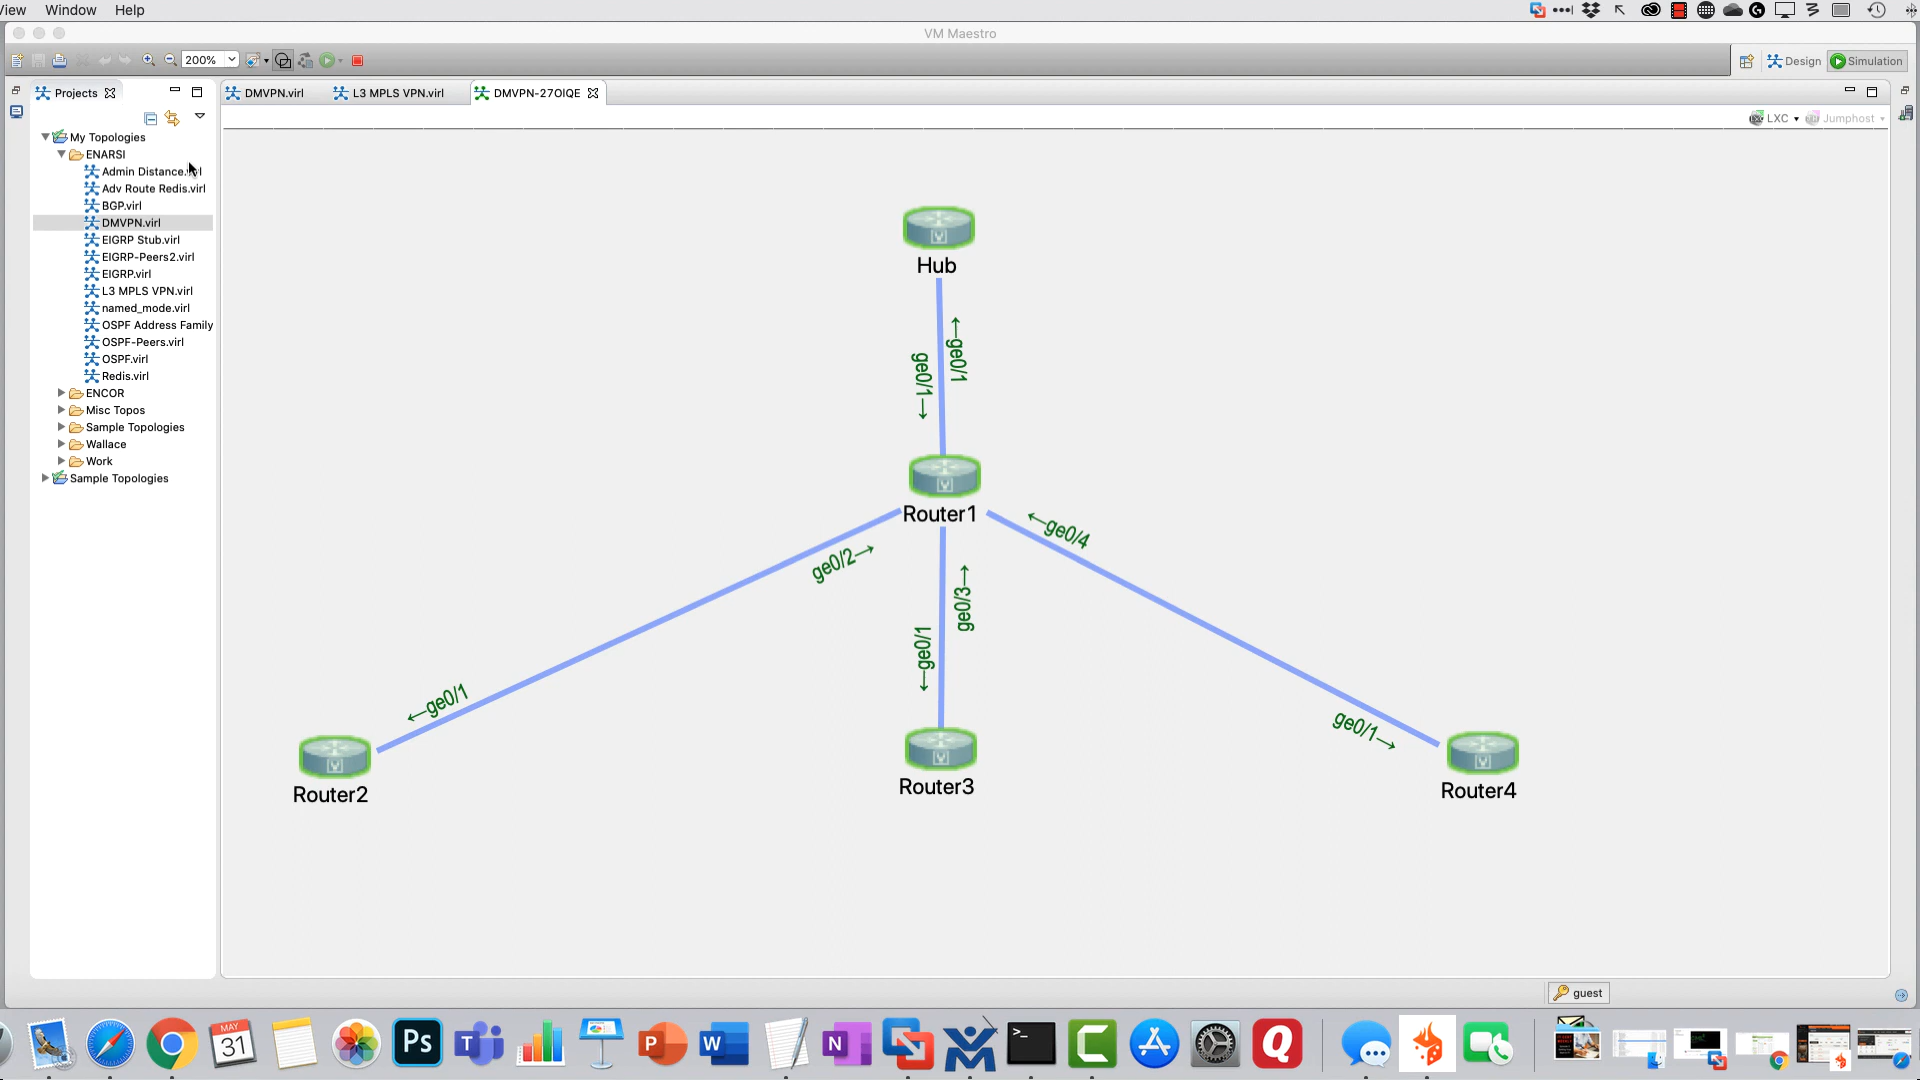 View Window Help
VM Maestro
200%
Design Simulation
Projects
DMVPN.virl L3 MPLS VPN.virl DMVPN-27OIQE
LXC Jumphost
My Topologies
ENARSI
Admin Distance.virl
Adv Route Redis.virl
BGP.virl
DMVPN.virl
EIGRP Stub.virl
EIGRP-Peers2.virl
EIGRP.virl
L3 MPLS VPN.virl
named_mode.virl
OSPF Address Family
OSPF-Peers.virl
OSPF.virl
Redis.virl
ENCOR
Misc Topos
Sample Topologies
Wallace
Work
Sample Topologies
Hub
←ge0/1
ge0/1→
Router1
ge0/2→
←ge0/4
ge0/3→
←ge0/1
←ge0/1
ge0/1→
Router2
Router3
Router4
guest
MAY
31
Ps
T
P
W
N
>_
C
Q